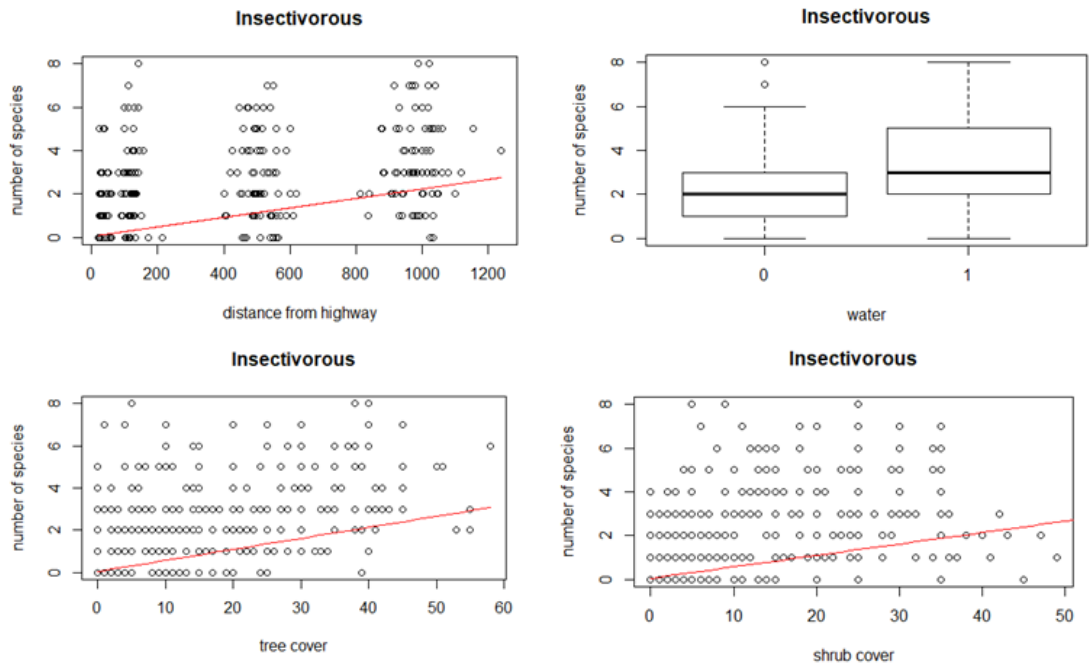 Insectivorous
number of species
8
6
4
2
0
0 200 400 600 800 1000 1200
distance from highway
Insectivorous
number of species
8
6
4
2
0
0 1
water
Insectivorous
number of species
8
6
4
2
0
0 10 20 30 40 50 60
tree cover
Insectivorous
number of species
8
6
4
2
0
0 10 20 30 40 50
shrub cover